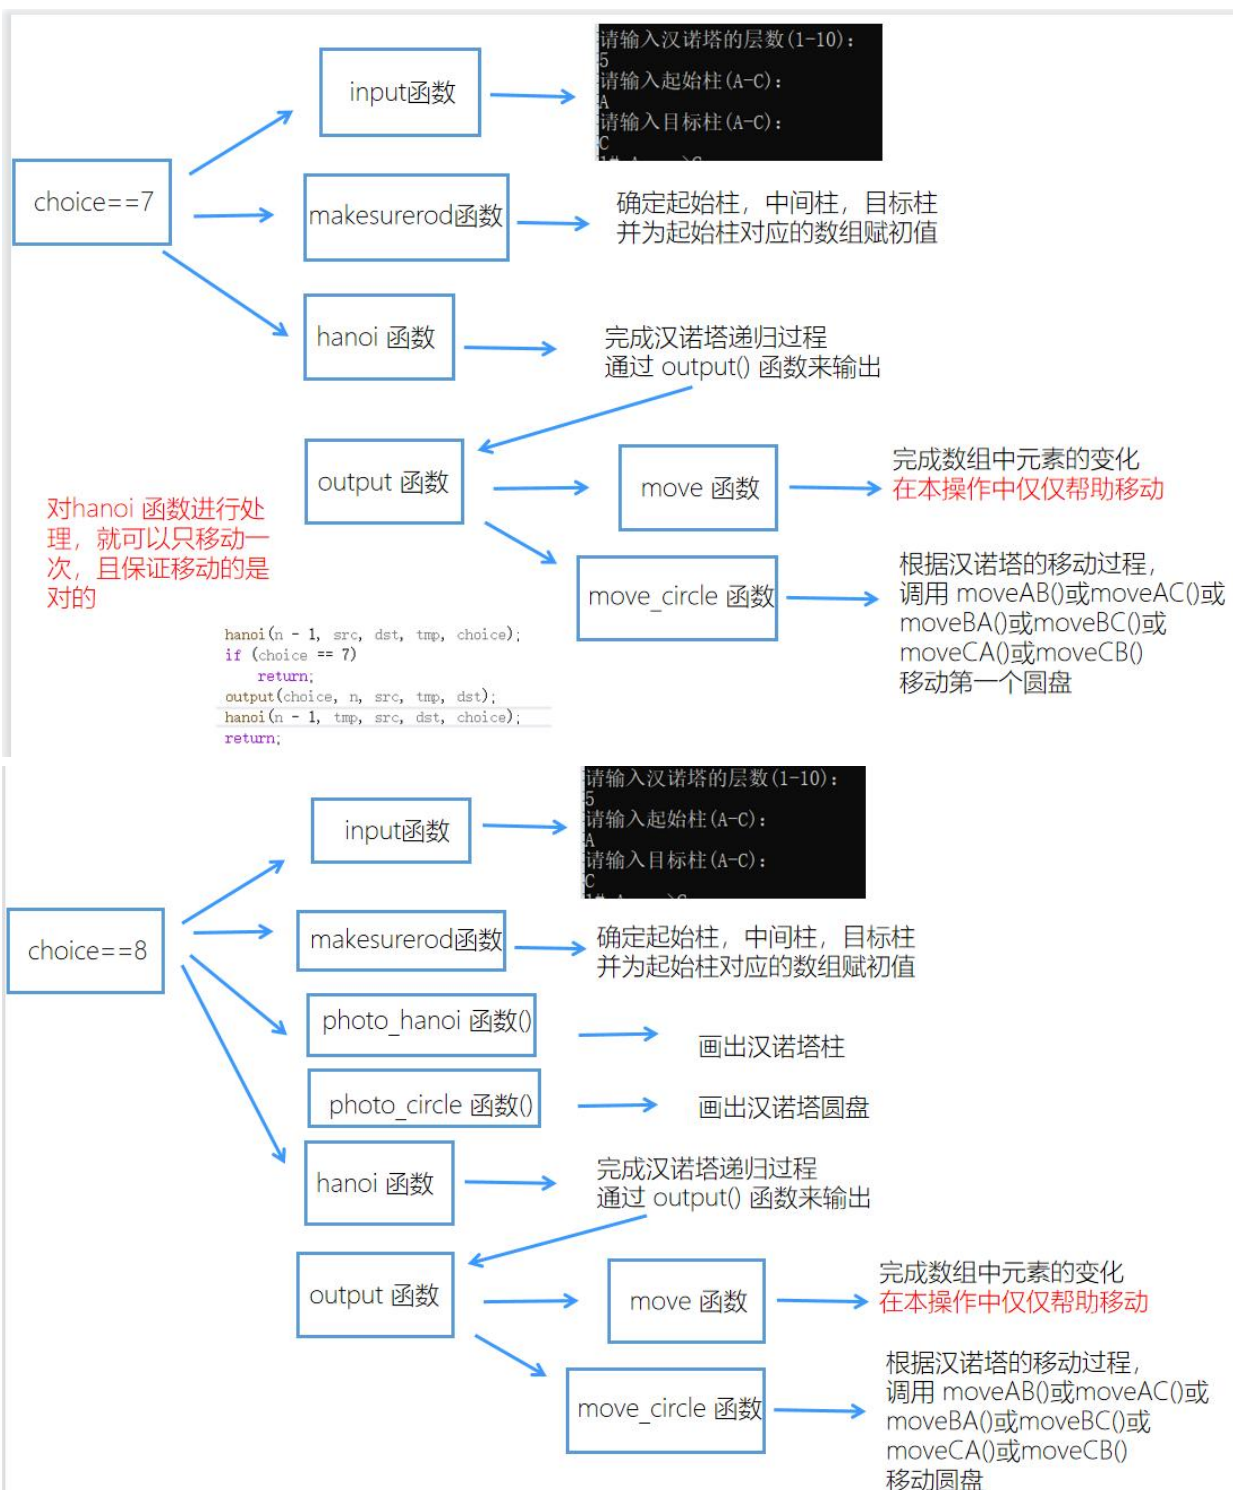 请输入汉诺塔的层数(1-10)：
5
请输入起始柱(A-C)：
A
请输入目标柱(A-C)：
C
input函数
choice==7
makesurerod函数
确定起始柱，中间柱，目标柱
并为起始柱对应的数组赋初值
hanoi 函数
完成汉诺塔递归过程
通过 output() 函数来输出
output 函数
move 函数
完成数组中元素的变化
在本操作中仅仅帮助移动
对hanoi 函数进行处
理，就可以只移动一
次，且保证移动的是
对的
move_circle 函数
根据汉诺塔的移动过程，
调用 moveAB()或moveAC()或
moveBA()或moveBC()或
moveCA()或moveCB()
移动第一个圆盘
hanoi(n - 1, src, dst, tmp, choice);
if (choice == 7)
return;
output(choice, n, src, tmp, dst);
hanoi(n - 1, tmp, src, dst, choice);
return;
请输入汉诺塔的层数(1-10)：
5
请输入起始柱(A-C)：
A
请输入目标柱(A-C)：
C
input函数
choice==8
makesurerod函数
确定起始柱，中间柱，目标柱
并为起始柱对应的数组赋初值
photo_hanoi 函数()
画出汉诺塔柱
photo_circle 函数()
画出汉诺塔圆盘
hanoi 函数
完成汉诺塔递归过程
通过 output() 函数来输出
output 函数
move 函数
完成数组中元素的变化
在本操作中仅仅帮助移动
move_circle 函数
根据汉诺塔的移动过程，
调用 moveAB()或moveAC()或
moveBA()或moveBC()或
moveCA()或moveCB()
移动圆盘